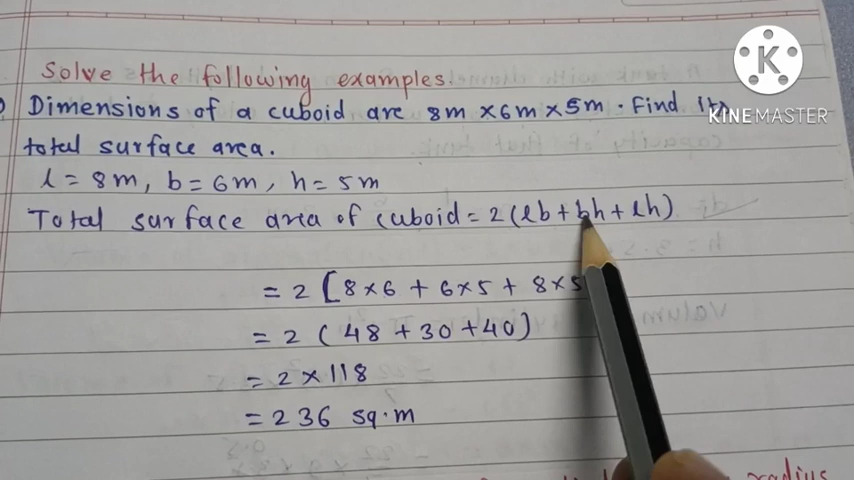 Solve the following examples.
Dimensions of a cuboid are 8m × 6m × 5m. Find its
total surface area.
l = 8m, b = 6m, h = 5m
Total surface area of cuboid = 2 (lb + bh + lh)
= 2 [8×6 + 6×5 + 8×5
= 2 (48 + 30 + 40)
= 2 × 118
= 236 sq.m
radius
K
KINEMASTER